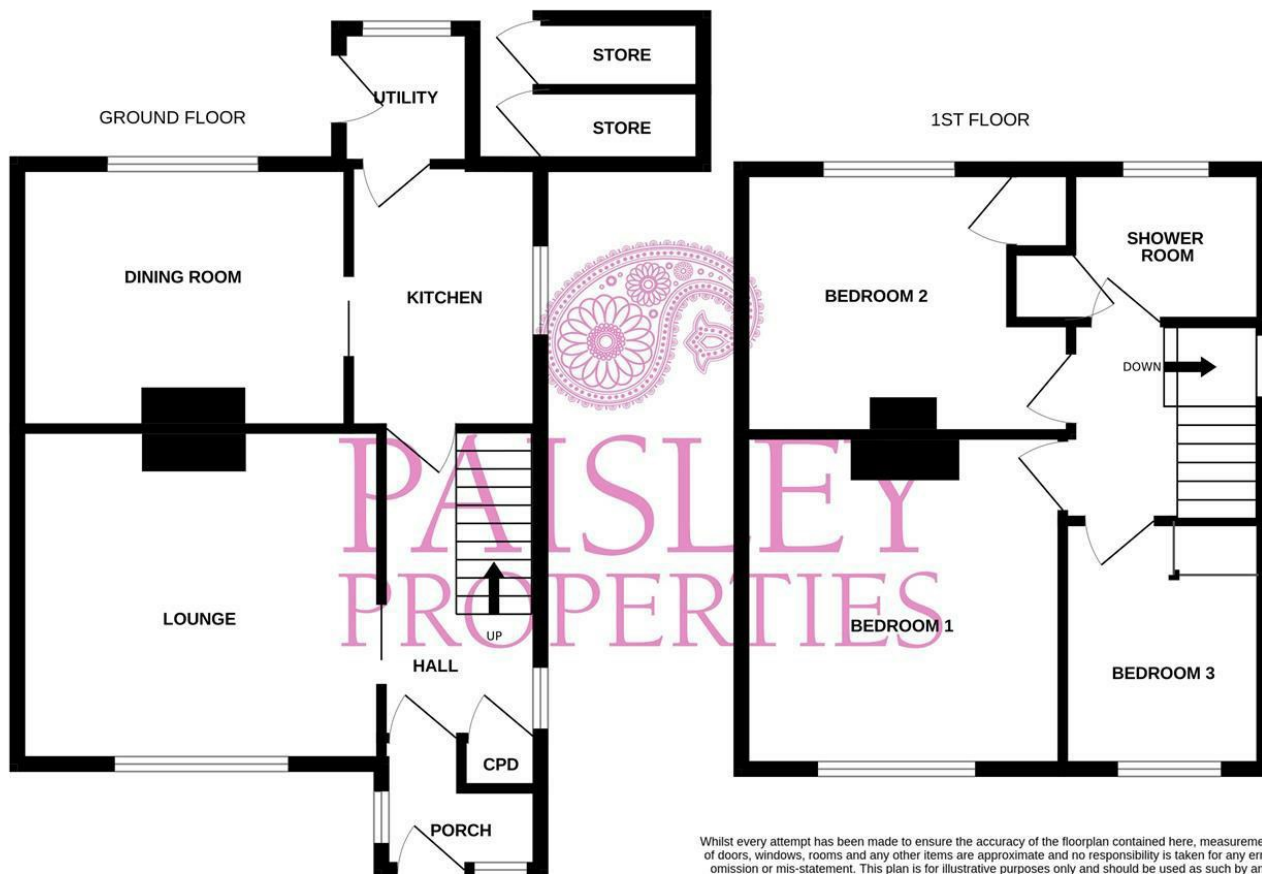 GROUND FLOOR
1ST FLOOR
STORE
UTILITY
STORE
DINING ROOM
KITCHEN
LOUNGE
UP
HALL
CPD
PORCH
SHOWER
ROOM
BEDROOM 2
DOWN
BEDROOM 1
BEDROOM 3
PAISLEY
PROPERTIES
Whilst every attempt has been made to ensure the accuracy of the floorplan contained here, measureme
of doors, windows, rooms and any other items are approximate and no responsibility is taken for any err
omission or mis-statement. This plan is for illustrative purposes only and should be used as such by an